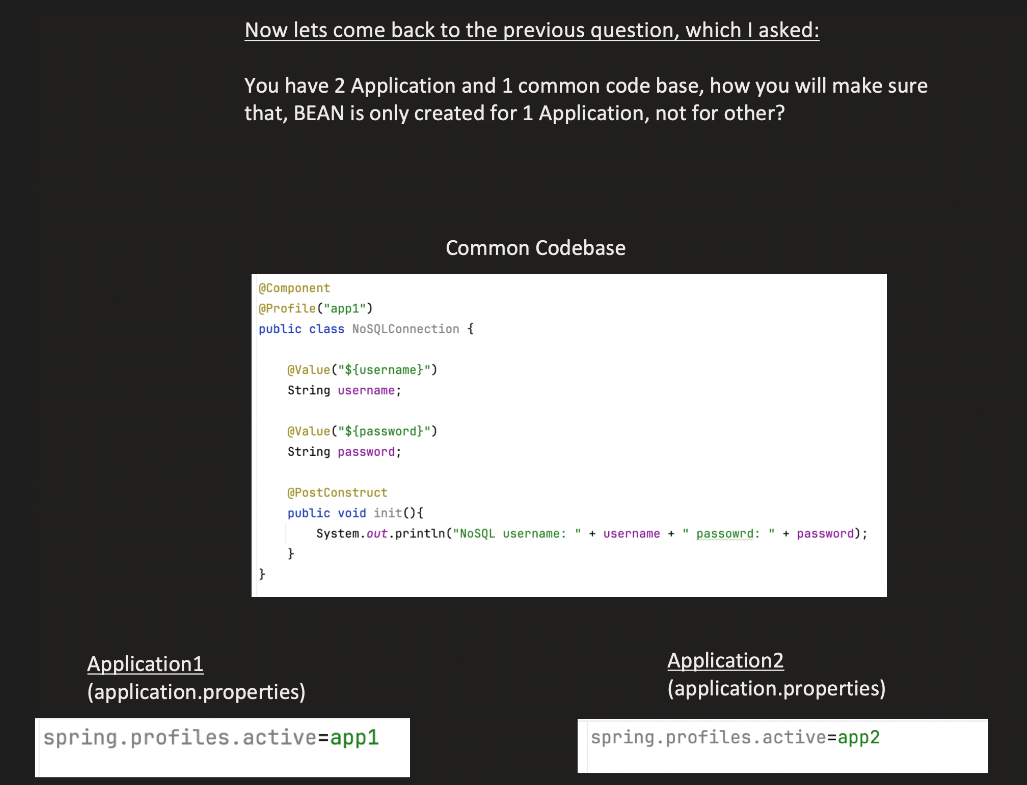 Now lets come back to the previous question, which I asked:
You have 2 Application and 1 common code base, how you will make sure
that, BEAN is only created for 1 Application, not for other?
Common Codebase
@Component
@Profile("app1")
public class NoSQLConnection {
@Value("${username}")
String username;
@Value("${password}")
String password;
@PostConstruct
public void init(){
System.out.println("NoSQL username: " + username + " passowrd: " + password);
}
}
Application1
(application.properties)
spring.profiles.active=app1
Application2
(application.properties)
spring.profiles.active=app2